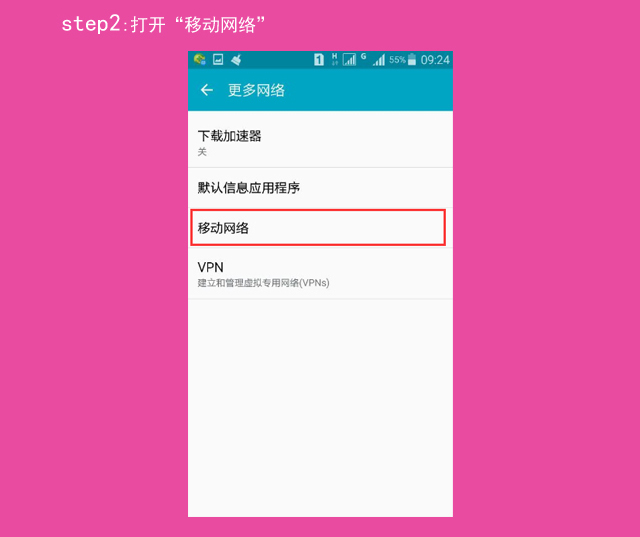 step2:打开“移动网络”
1 H G 55% 09:24
更多网络
下载加速器
关
默认信息应用程序
移动网络
VPN
建立和管理虚拟专用网络(VPNs)